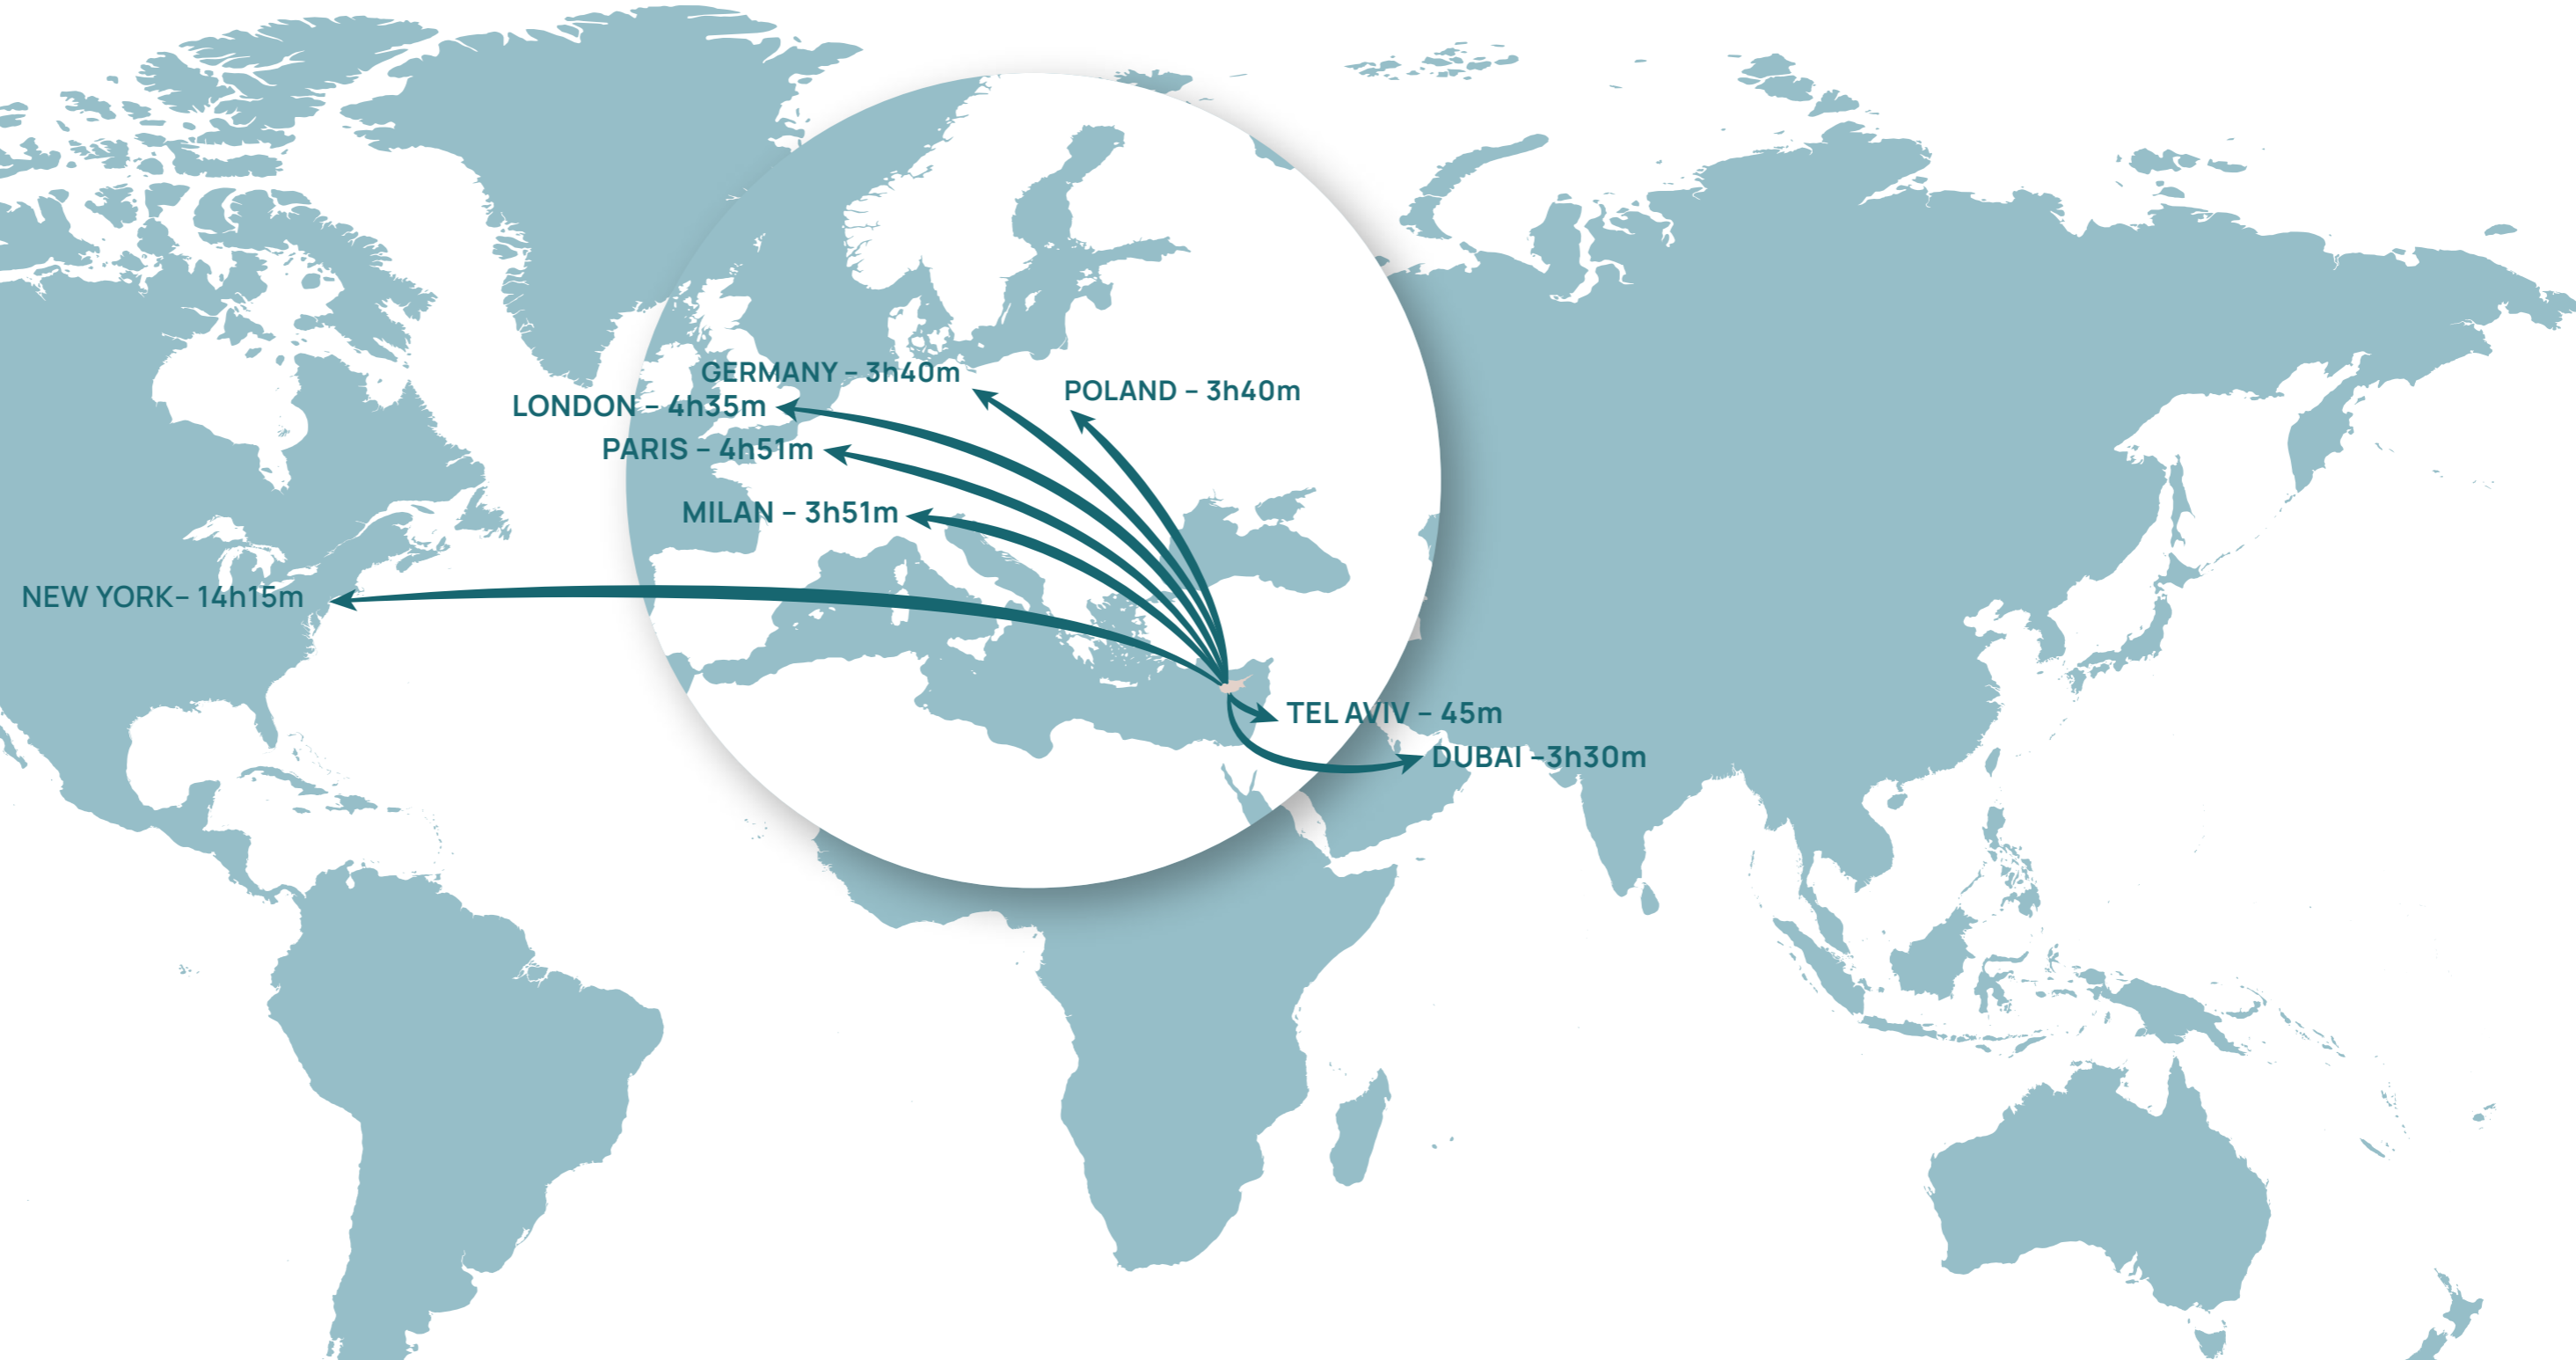 GERMANY – 3h40m
POLAND – 3h40m
LONDON – 4h35m
PARIS – 4h51m
MILAN – 3h51m
NEW YORK– 14h15m
TEL AVIV – 45m
DUBAI –3h30m